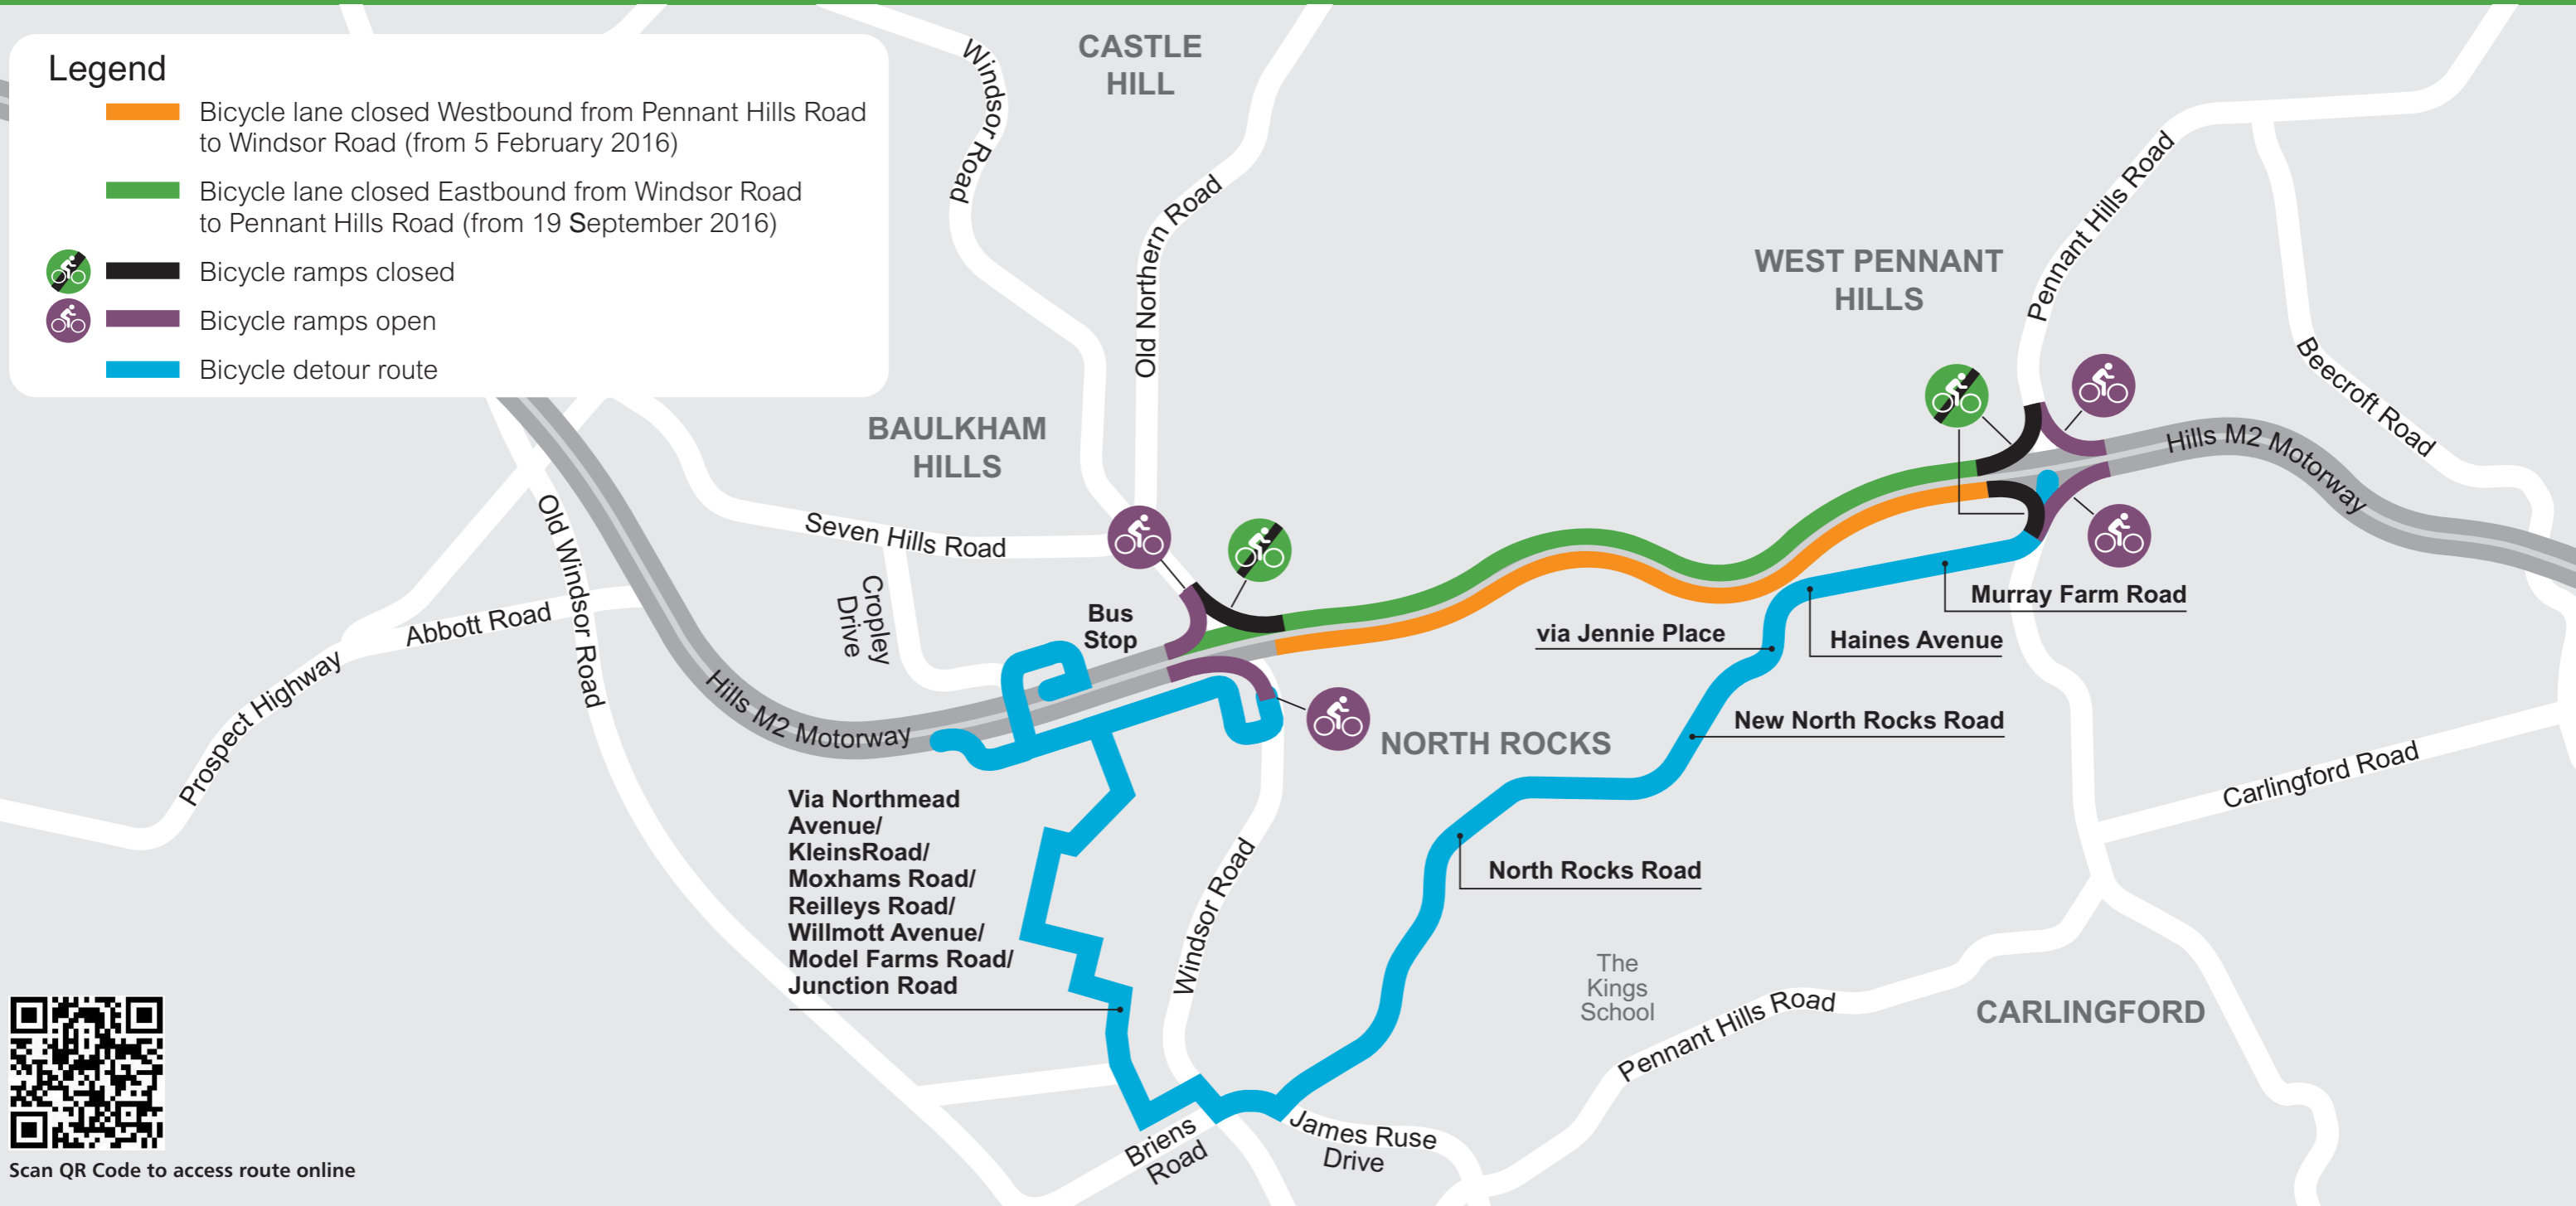 Legend
Bicycle lane closed Westbound from Pennant Hills Road
to Windsor Road (from 5 February 2016)
Bicycle lane closed Eastbound from Windsor Road
to Pennant Hills Road (from 19 September 2016)
Bicycle ramps closed
Bicycle ramps open
Bicycle detour route
Windsor Road
CASTLE
HILL
Old Northern Road
WEST PENNANT
HILLS
Pennant Hills Road
Beecroft Road
Hills M2 Motorway
BAULKHAM
HILLS
Seven Hills Road
Old Windsor Road
Cropley
Drive
Abbott Road
Prospect Highway
Hills M2 Motorway
Bus
Stop
via Jennie Place
Haines Avenue
Murray Farm Road
New North Rocks Road
NORTH ROCKS
North Rocks Road
Carlingford Road
Via Northmead
Avenue/
KleinsRoad/
Moxhams Road/
Reilleys Road/
Willmott Avenue/
Model Farms Road/
Junction Road
Windsor Road
The
Kings
School
Pennant Hills Road
CARLINGFORD
Briens
Road
James Ruse
Drive
Scan QR Code to access route online